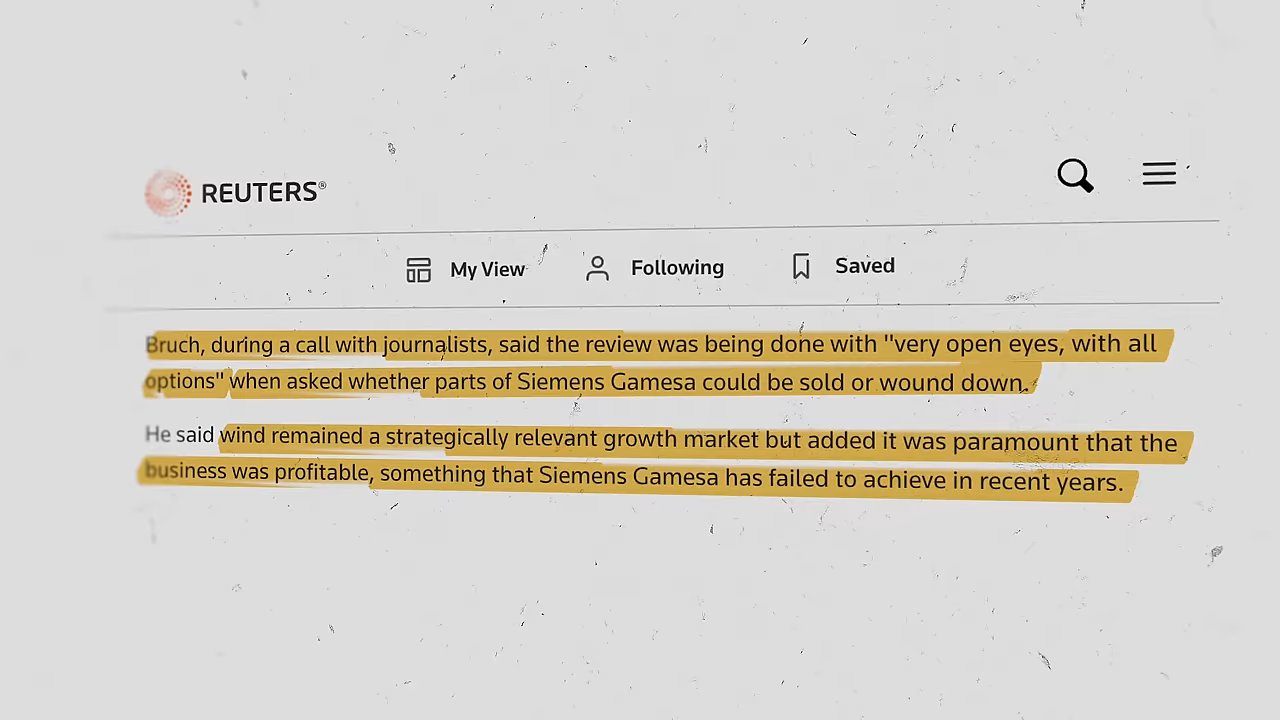 REUTERS®
My View Following Saved
Bruch, during a call with journalists, said the review was being done with "very open eyes, with all
options" when asked whether parts of Siemens Gamesa could be sold or wound down.
He said wind remained a strategically relevant growth market but added it was paramount that the
business was profitable, something that Siemens Gamesa has failed to achieve in recent years.